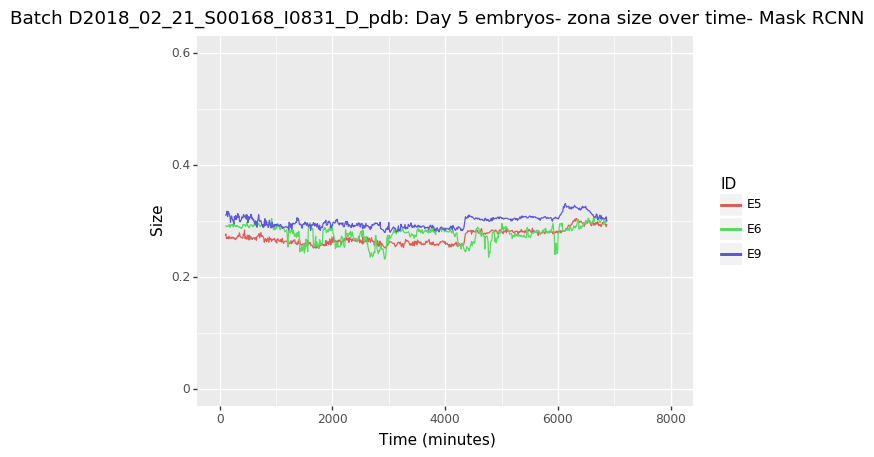 Batch D2018_02_21_S00168_I0831_D_pdb: Day 5 embryos- zona size over time- Mask RCNN
0.6
0.4
0.2
0
Size
0
2000
4000
6000
8000
Time (minutes)
ID
E5
E6
E9